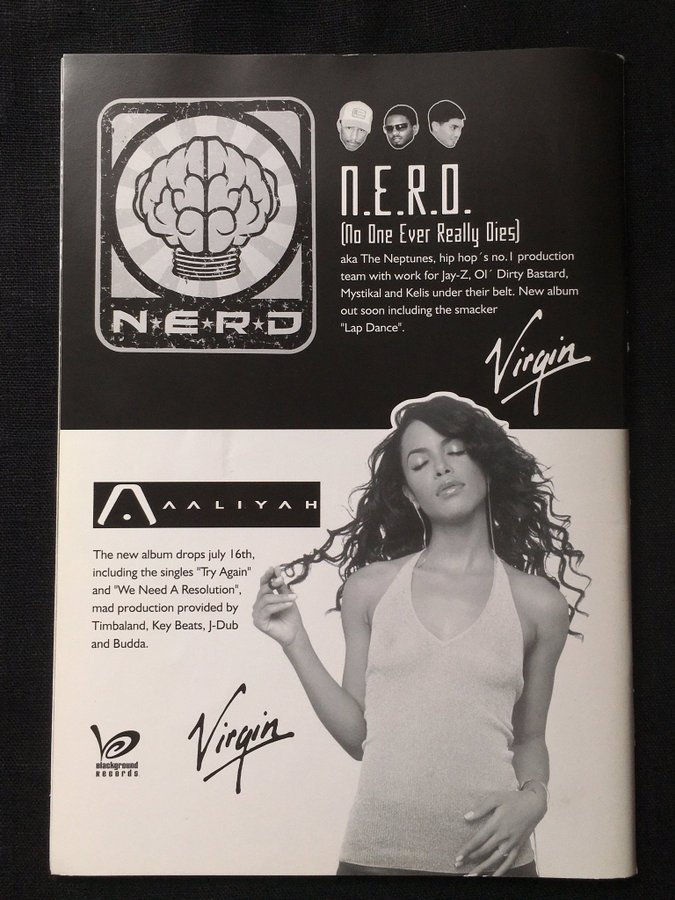 N★E★R★D
N.E.R.D.
(No One Ever Really Dies)
aka The Neptunes, hip hop´s no.1 production
team with work for Jay-Z, Ol´ Dirty Bastard,
Mystikal and Kelis under their belt. New album
out soon including the smacker
"Lap Dance".
Virgin
AALIYAH
The new album drops july 16th,
including the singles "Try Again"
and "We Need A Resolution",
mad production provided by
Timbaland, Key Beats, J-Dub
and Budda.
Blackground
Records
Virgin